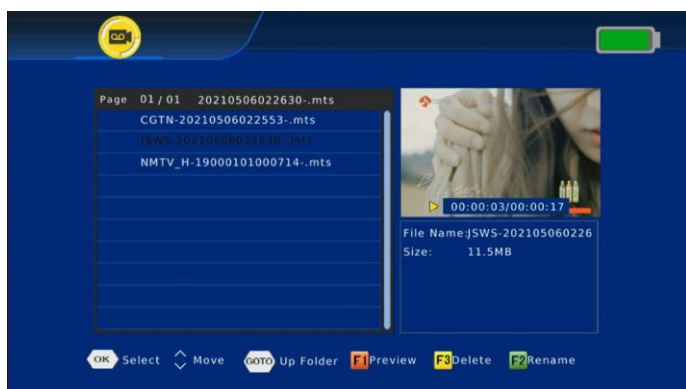 Page 01 / 01 20210506022630-.mts
CGTN-20210506022553-.mts
JSWS-20210506022630-.mts
NMTV_H-19000101000714-.mts
00:00:03/00:00:17
File Name:JSWS-202105060226
Size: 11.5MB
OK Select Move GOTO Up Folder F1 Preview F3 Delete F2 Rename